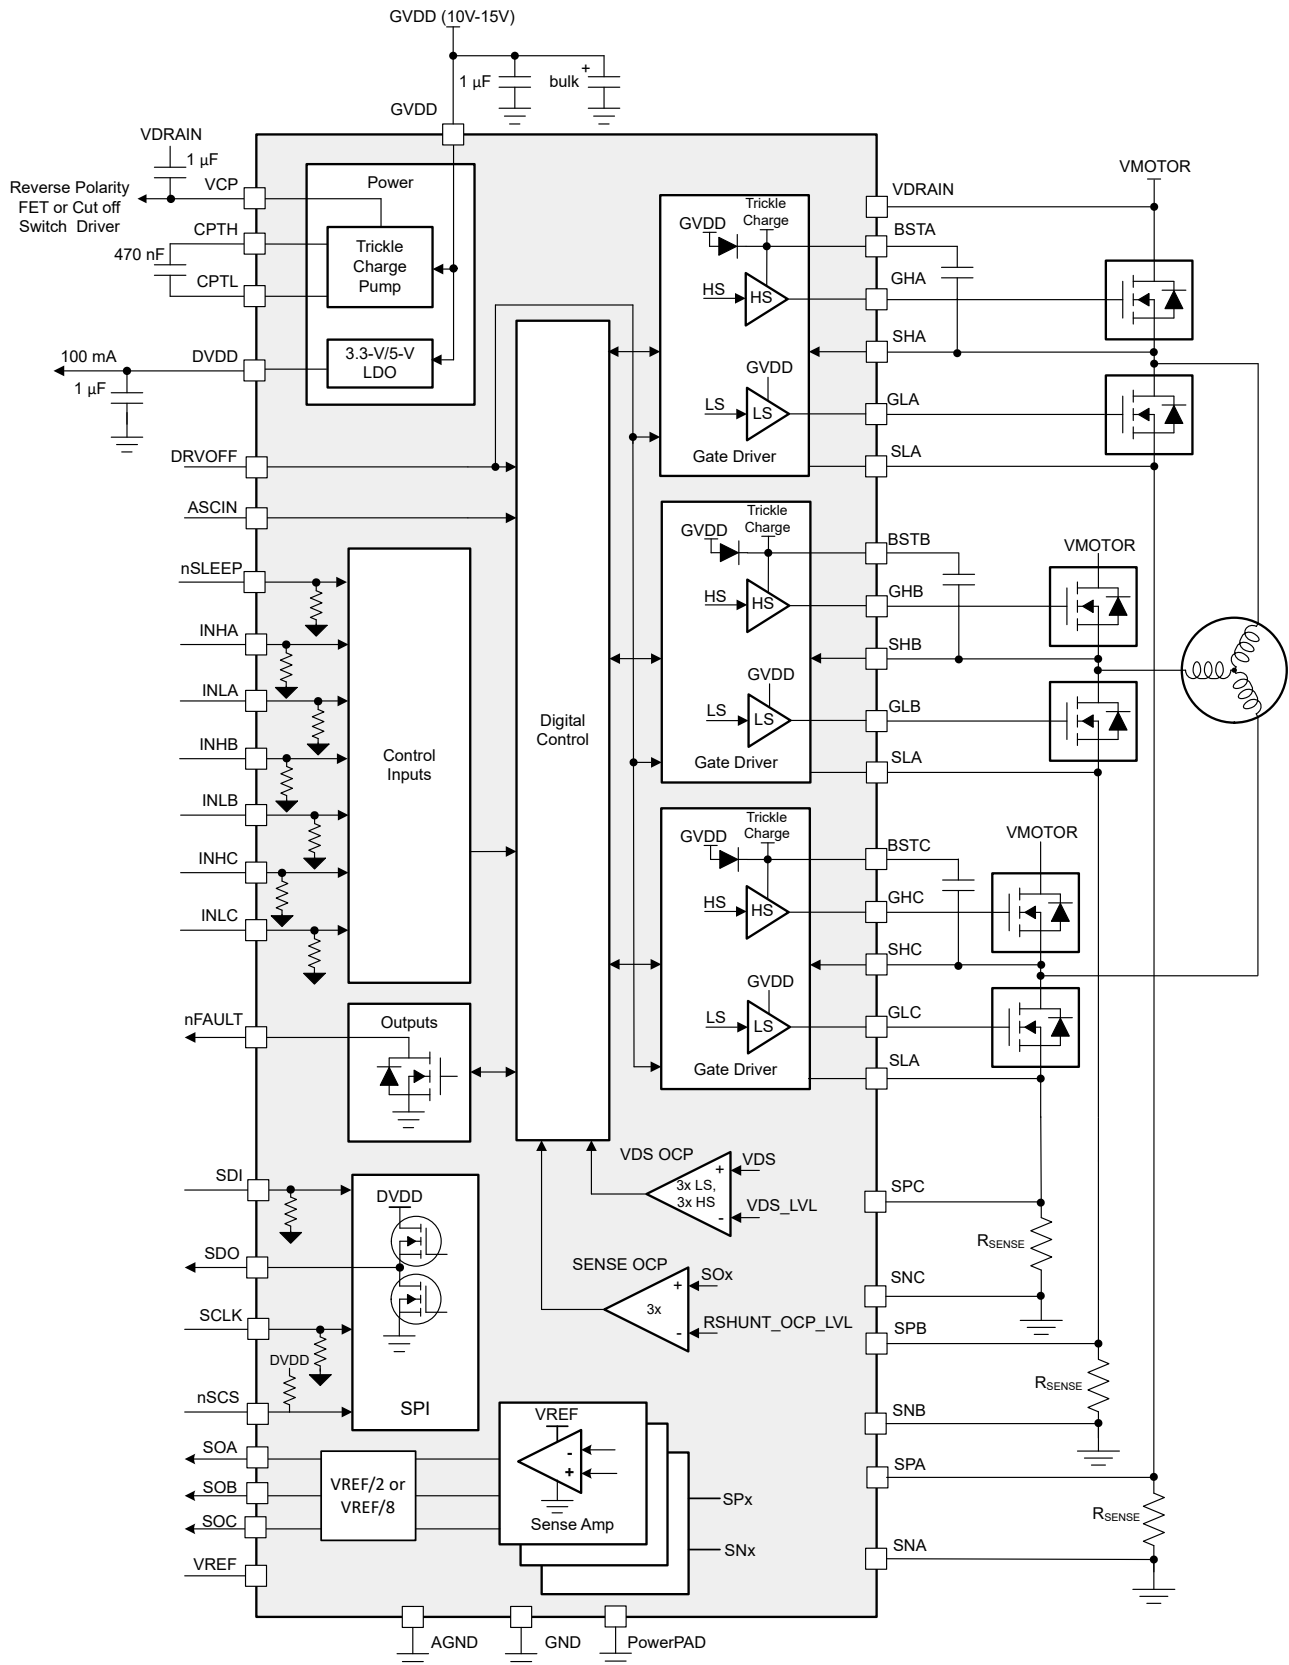 GVDD (10V-15V)
1 µF
bulk
+
GVDD
VDRAIN
1 µF
Reverse Polarity
FET or Cut off
Switch Driver
VCP
CPTH
470 nF
CPTL
100 mA
DVDD
1 µF
Power
Trickle
Charge
Pump
3.3-V/5-V
LDO
DRVOFF
ASCIN
nSLEEP
INHA
INLA
INHB
INLB
INHC
INLC
Control
Inputs
Digital
Control
nFAULT
Outputs
SDI
SDO
SCLK
DVDD
nSCS
DVDD
SPI
SOA
SOB
SOC
VREF
VREF/2 or
VREF/8
VREF
-
+
Sense Amp
SPx
SNx
Trickle
Charge
GVDD
HS
HS
GVDD
LS
LS
Gate Driver
Trickle
Charge
GVDD
HS
HS
GVDD
LS
LS
Gate Driver
Trickle
Charge
GVDD
HS
HS
GVDD
LS
LS
Gate Driver
VDS OCP
+
VDS
3x LS,
3x HS
-
VDS_LVL
SENSE OCP
+
SOx
3x
-
RSHUNT_OCP_LVL
VDRAIN
BSTA
GHA
SHA
GLA
SLA
VMOTOR
BSTB
GHB
SHB
GLB
SLA
VMOTOR
BSTC
GHC
SHC
GLC
SLA
VMOTOR
SPC
RSENSE
SNC
SPB
RSENSE
SNB
SPA
RSENSE
SNA
AGND
GND
PowerPAD